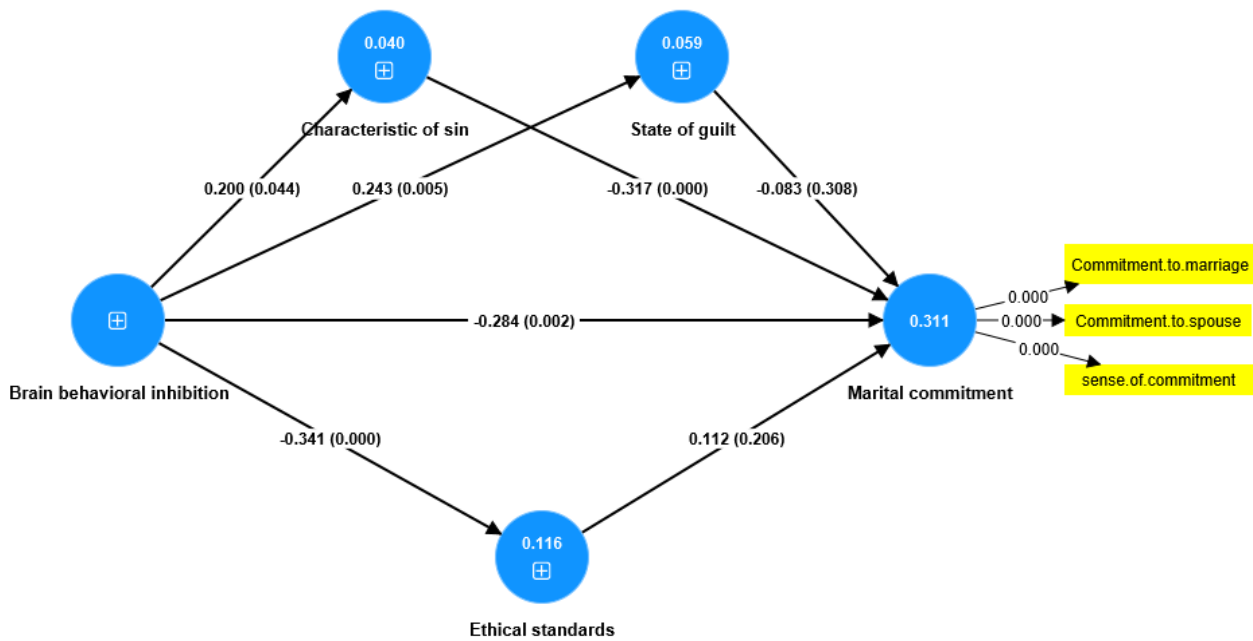 0.040
0.059
Characteristic of sin
State of guilt
0.200 (0.044)
0.243 (0.005)
-0.317 (0.000)
-0.083 (0.308)
Commitment.to.marriage
0.000
-0.284 (0.002)
0.311
0.000
Commitment.to.spouse
0.000
sense.of.commitment
Brain behavioral inhibition
Marital commitment
-0.341 (0.000)
0.112 (0.206)
0.116
Ethical standards